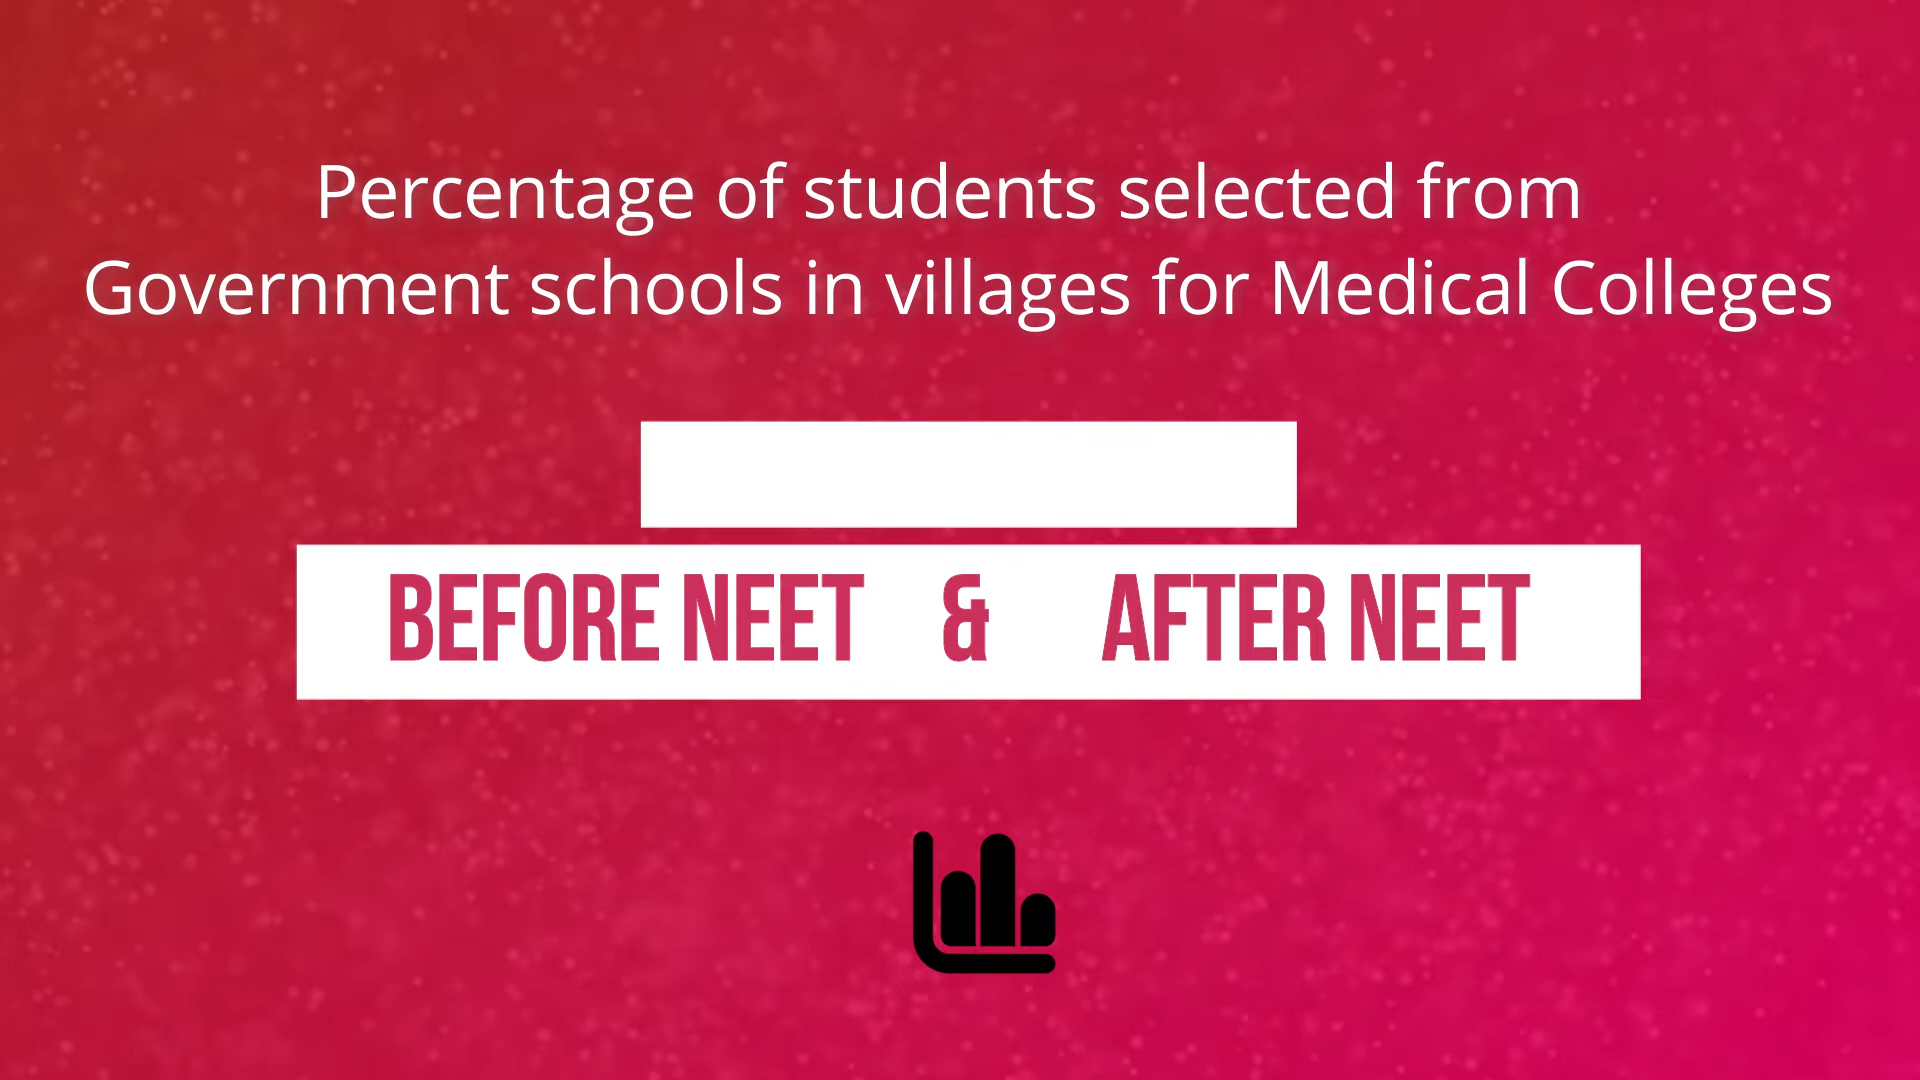 Percentage of students selected from
Government schools in villages for Medical Colleges
BEFORE NEET & AFTER NEET